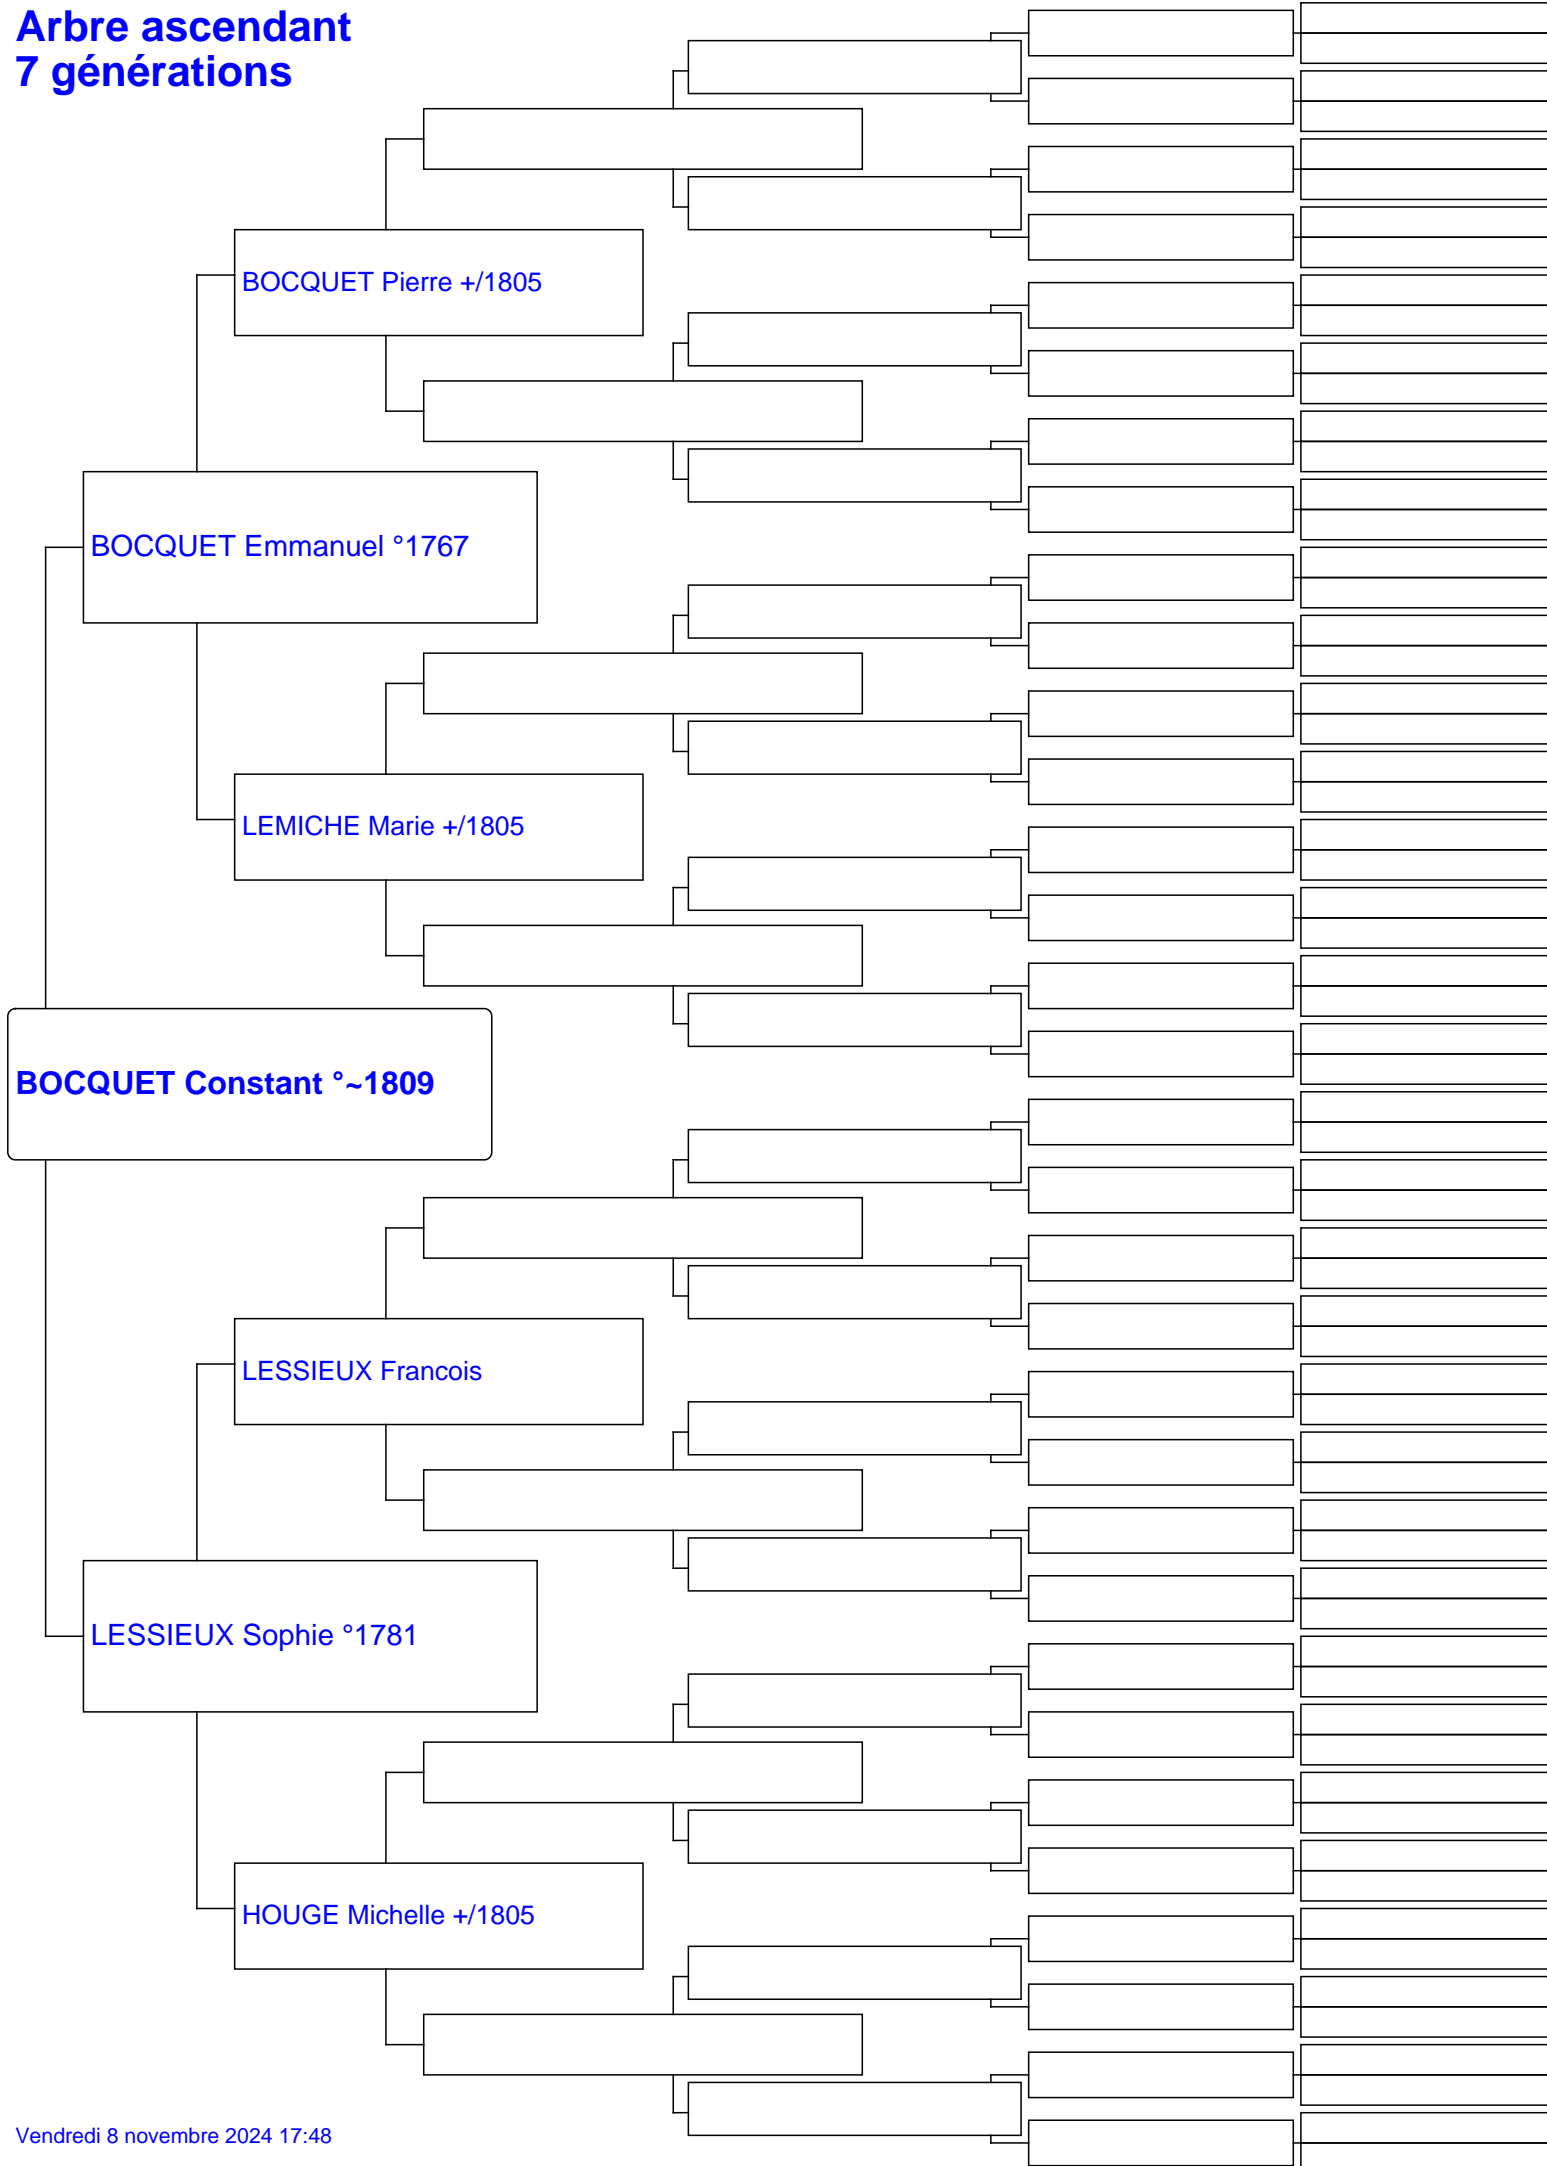 Arbre ascendant
7 générations
BOCQUET Pierre +/1805
BOCQUET Emmanuel °1767
LEMICHE Marie +/1805
BOCQUET Constant °~1809
LESSIEUX Francois
LESSIEUX Sophie °1781
HOUGE Michelle +/1805
Vendredi 8 novembre 2024 17:48